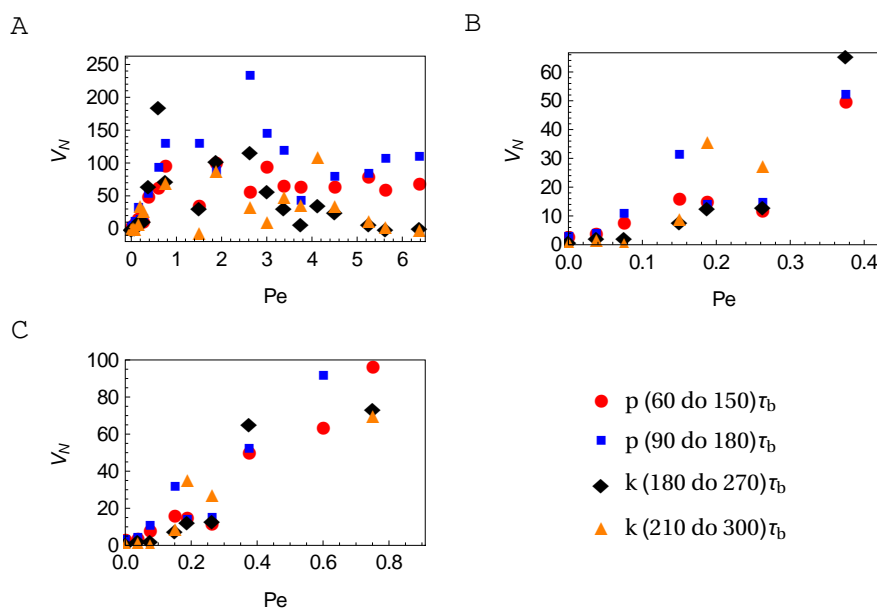 A
V_N
250
200
150
100
50
0
0 1 2 3 4 5 6
Pe
B
V_N
60
50
40
30
20
10
0
0.0 0.1 0.2 0.3 0.4
Pe
C
V_N
100
80
60
40
20
0
0.0 0.2 0.4 0.6 0.8
Pe
p (60 do 150)τ_b
p (90 do 180)τ_b
k (180 do 270)τ_b
k (210 do 300)τ_b